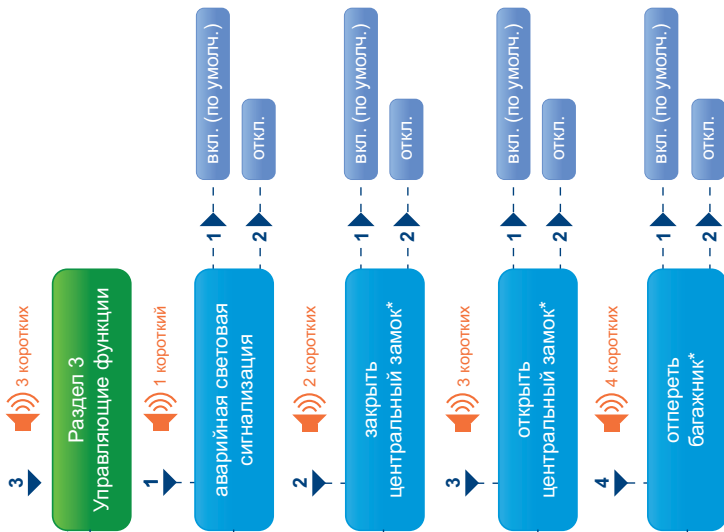 3
3 коротких
Раздел 3
Управляющие функции
1
1 короткий
аварийная световая
сигнализация
1
вкл. (по умолч.)
2
откл.
2
2 коротких
закрыть
центральный замок*
1
вкл. (по умолч.)
2
откл.
3
3 коротких
открыть
центральный замок*
1
вкл. (по умолч.)
2
откл.
4
4 коротких
отпереть
багажник*
1
вкл. (по умолч.)
2
откл.